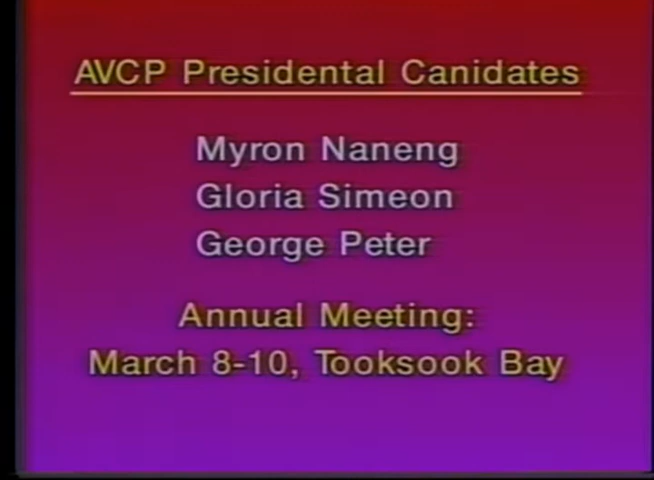 AVCP Presidental Canidates
Myron Naneng
Gloria Simeon
George Peter
Annual Meeting:
March 8-10, Tooksook Bay